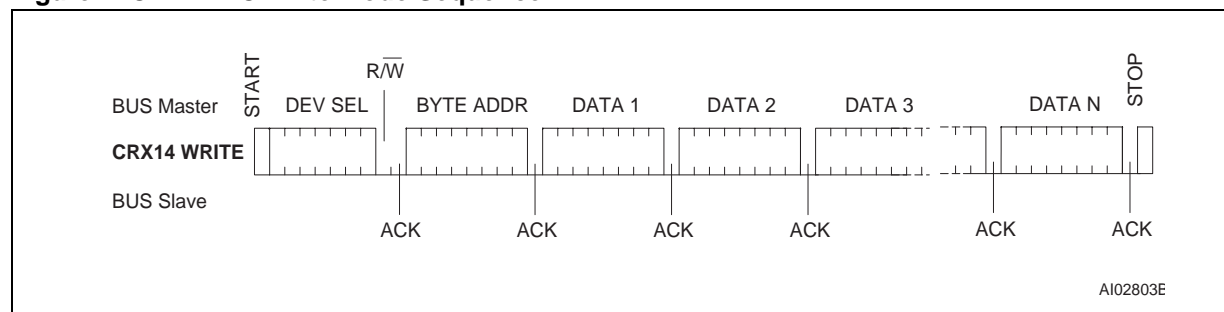 START
R/W̅
STOP
BUS Master
DEV SEL
BYTE ADDR
DATA 1
DATA 2
DATA 3
DATA N
CRX14 WRITE
BUS Slave
ACK
ACK
ACK
ACK
ACK
ACK
AI02803B